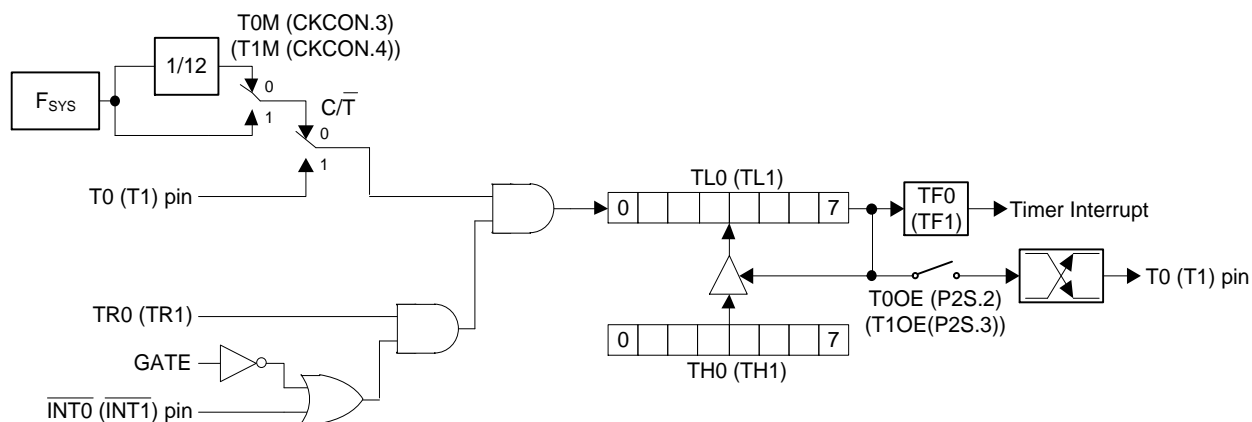 T0M (CKCON.3)
(T1M (CKCON.4))
1/12
FSYS
0
1
C/T̅
0
1
T0 (T1) pin
TL0 (TL1)
0
7
TF0
(TF1)
Timer Interrupt
T0OE (P2S.2)
(T1OE(P2S.3))
T0 (T1) pin
TR0 (TR1)
0
7
TH0 (TH1)
GATE
I̅N̅T̅0̅ (I̅N̅T̅1̅) pin